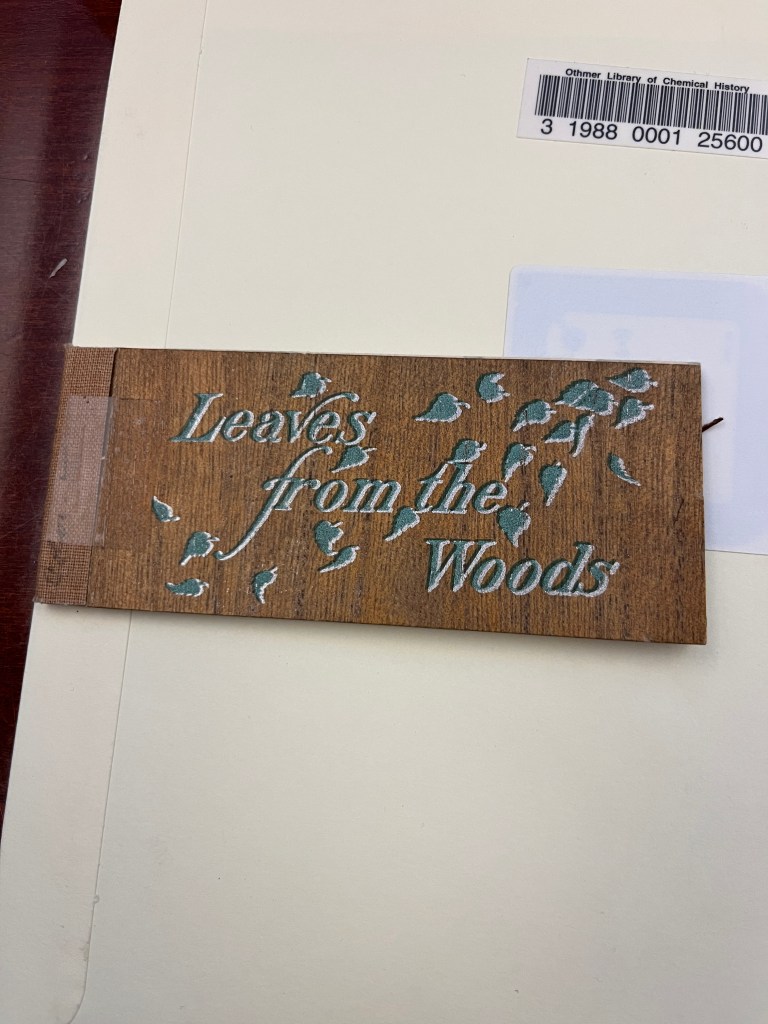 Othmer Library of Chemical History
3 1988 0001 25600
Leaves
from the
Woods